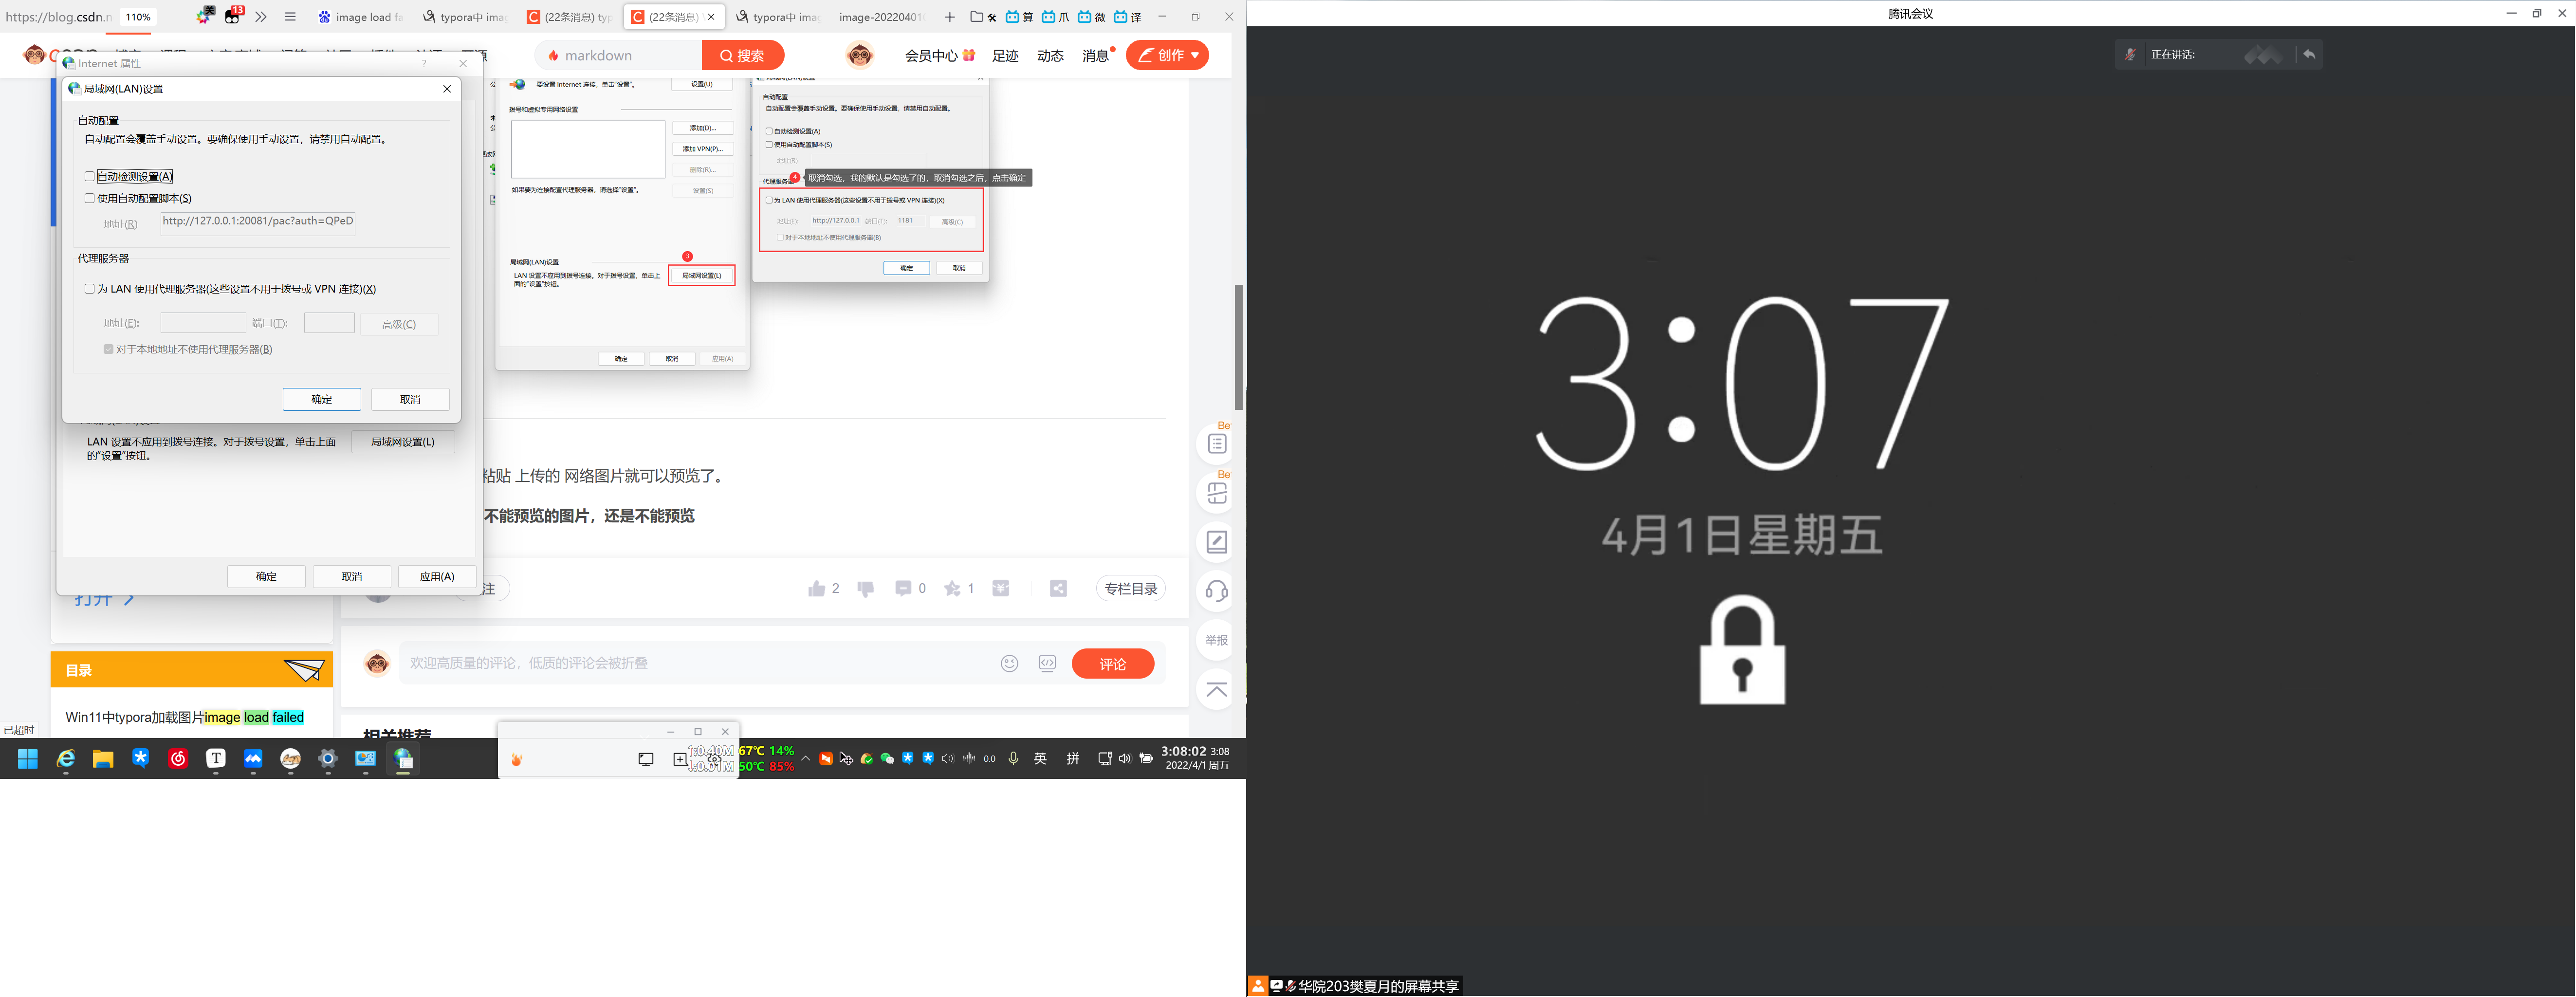 https://blog.csdn.n
110%
关
13
image load fa
typora中 imag
(22条消息) typ
(22条消息)
typora中 imag
image-20220401
算
爪
微
译
markdown
搜索
会员中心
足迹
动态
消息
创作
Internet 属性
局域网(LAN)设置
自动配置
自动配置会覆盖手动设置。要确保使用手动设置，请禁用自动配置。
自动检测设置(A)
使用自动配置脚本(S)
地址(R)
http://127.0.0.1:20081/pac?auth=QPeD
代理服务器
为 LAN 使用代理服务器(这些设置不用于拨号或 VPN 连接)(X)
地址(E):
端口(T):
高级(C)
对于本地地址不使用代理服务器(B)
确定
取消
LAN 设置不应用到拨号连接。对于拨号设置，单击上面
的“设置”按钮。
局域网设置(L)
确定
取消
应用(A)
打开
要设置 Internet 连接，单击“设置”。
设置(U)
拨号和虚拟专用网络设置
添加(D)...
添加 VPN(P)...
删除(R)...
如果要为连接配置代理服务器，请选择“设置”。
设置(S)
局域网(LAN)设置
3
LAN 设置不应用到拨号连接。对于拨号设置，单击上
面的“设置”按钮。
局域网设置(L)
确定
取消
应用(A)
自动配置
自动配置会覆盖手动设置。要确保使用手动设置，请禁用自动配置。
自动检测设置(A)
使用自动配置脚本(S)
地址(R)
代理服务器
4
取消勾选，我的默认是勾选了的，取消勾选之后，点击确定
为 LAN 使用代理服务器(这些设置不用于拨号或 VPN 连接)(X)
地址(E):
http://127.0.0.1
端口(T):
1181
高级(C)
对于本地地址不使用代理服务器(B)
确定
取消
粘贴 上传的 网络图片就可以预览了。
不能预览的图片，还是不能预览
注
2
0
1
专栏目录
欢迎高质量的评论，低质的评论会被折叠
评论
举报
目录
Win11中typora加载图片image load failed
相关推荐
已超时
↑:0.40M
↓:0.01M
67℃ 14%
50℃ 85%
0.0
英
拼
3:08:02 3:08
2022/4/1 周五
腾讯会议
正在讲话:
3:07
4月1日星期五
华院203樊夏月的屏幕共享